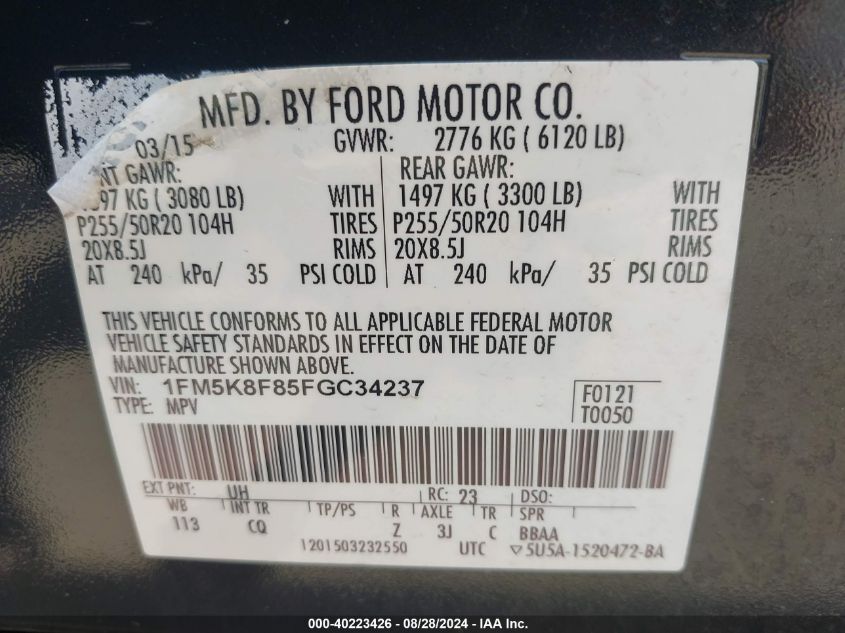 MFD. BY FORD MOTOR CO.
03/15 GVWR: 2776 KG ( 6120 LB)
GAWR: REAR GAWR:
KG ( 3080 LB) WITH 1497 KG ( 3300 LB) WITH
P255/50R20 104H TIRES P255/50R20 104H TIRES
20X8.5J RIMS 20X8.5J RIMS
AT 240 kPa/ 35 PSI COLD AT 240 kPa/ 35 PSI COLD
THIS VEHICLE CONFORMS TO ALL APPLICABLE FEDERAL MOTOR
VEHICLE SAFETY STANDARDS IN EFFECT ON THE DATE OF
MANUFACTURE SHOWN ABOVE.
VIN: 1FM5K8F85FGC34237 F0121
TYPE: MPV T0050
EXT PNT: UH RC: 23 DSO:
WB INT TR TP/PS R AXLE TR SPR
113 CQ Z 3J C BBAA
1201503232550 UTC ▽5U5A-1520472-BA
000-40223426 - 08/28/2024 - IAA Inc.